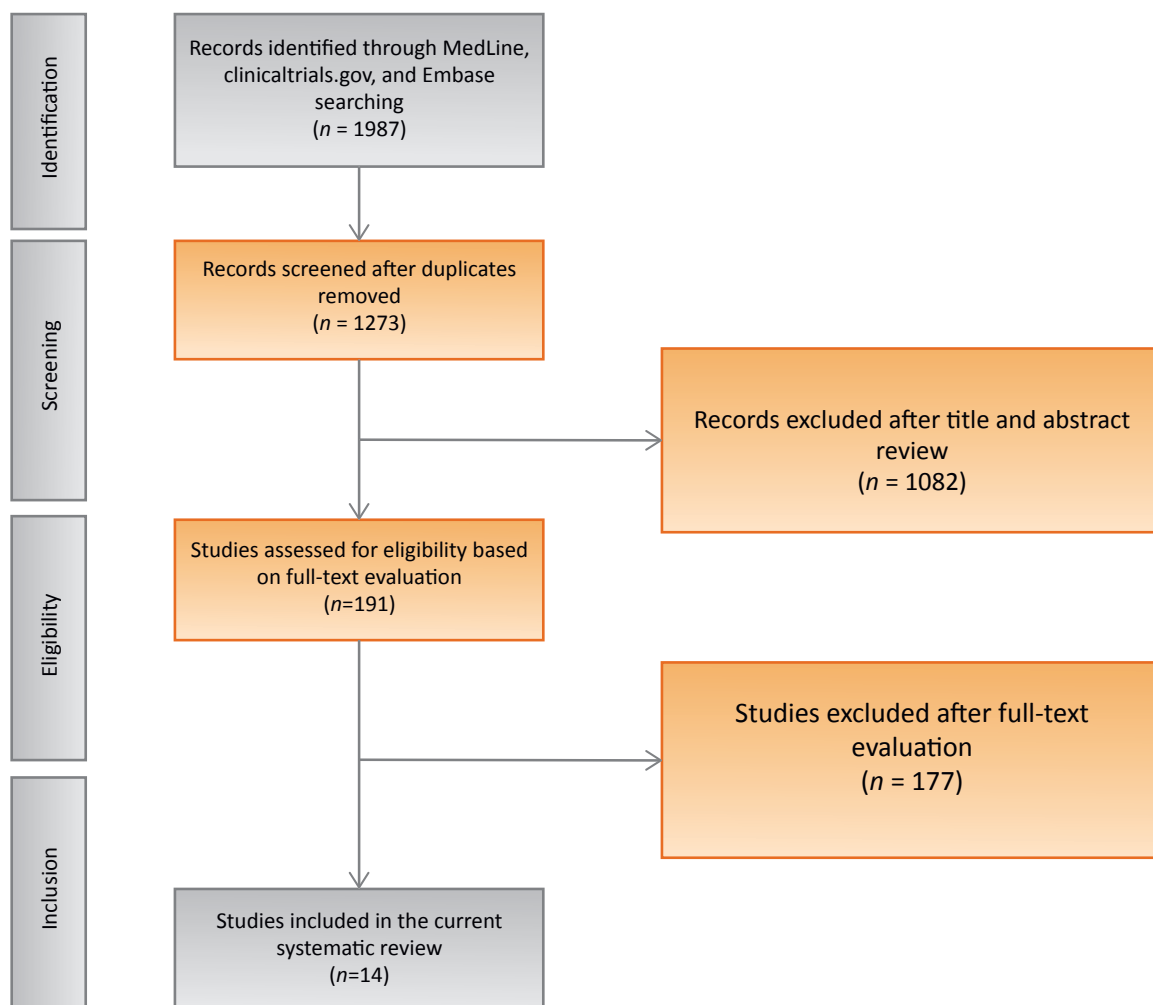 Identification
Records identified through MedLine,
clinicaltrials.gov, and Embase
searching
(n = 1987)
Screening
Records screened after duplicates
removed
(n = 1273)
Records excluded after title and abstract
review
(n = 1082)
Eligibility
Studies assessed for eligibility based
on full-text evaluation
(n=191)
Studies excluded after full-text
evaluation
(n = 177)
Inclusion
Studies included in the current
systematic review
(n=14)